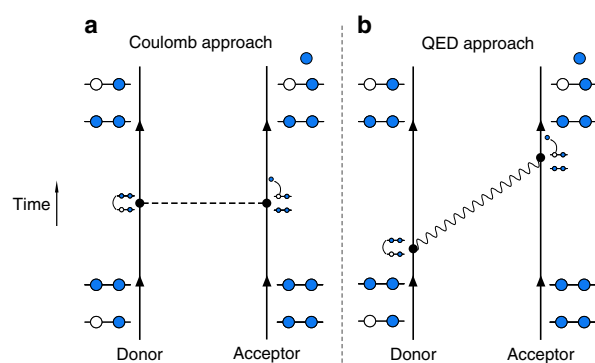 a
Coulomb approach
b
QED approach
Time
Donor
Acceptor
Donor
Acceptor